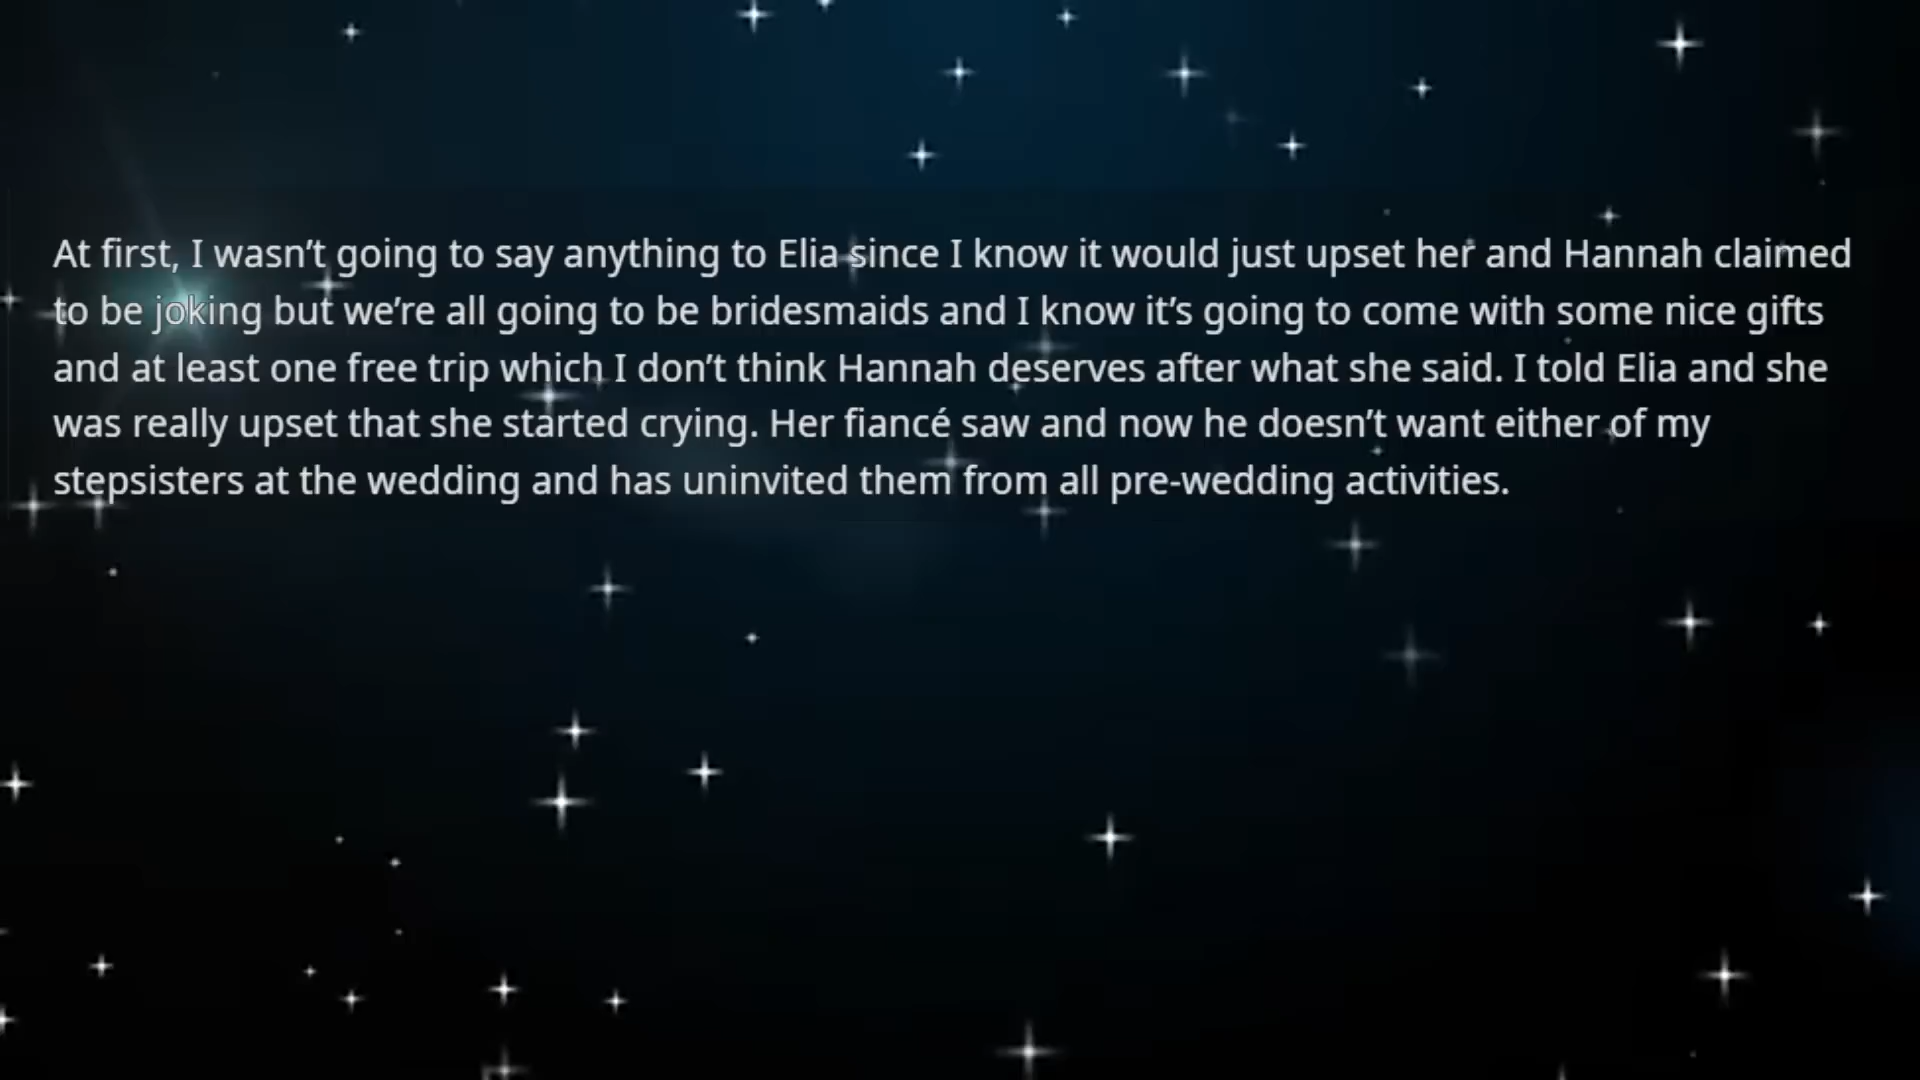 At first, I wasn’t going to say anything to Elia since I know it would just upset her and Hannah claimed
to be joking but we’re all going to be bridesmaids and I know it’s going to come with some nice gifts
and at least one free trip which I don’t think Hannah deserves after what she said. I told Elia and she
was really upset that she started crying. Her fiancé saw and now he doesn’t want either of my
stepsisters at the wedding and has uninvited them from all pre-wedding activities.